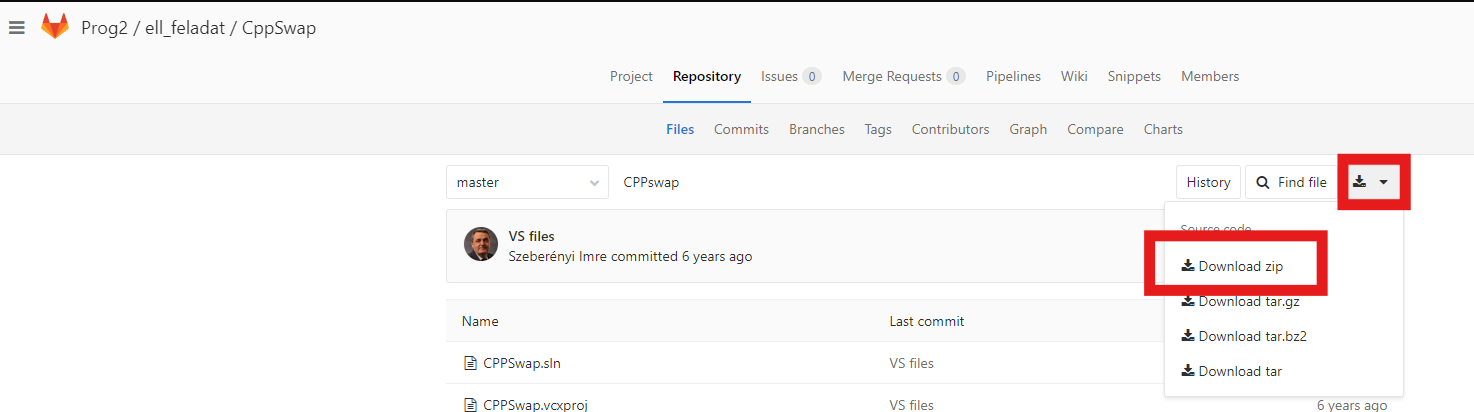 Prog2 / ell_feladat / CppSwap
Project Repository Issues 0 Merge Requests 0 Pipelines Wiki Snippets Members
Files Commits Branches Tags Contributors Graph Compare Charts
master CPPswap History Find file
Source code
VS files
Szeberényi Imre committed 6 years ago
Download zip
Download tar.gz
Name Last commit
Download tar.bz2
CPPSwap.sln VS files
Download tar
CPPSwap.vcxproj VS files 6 years ago